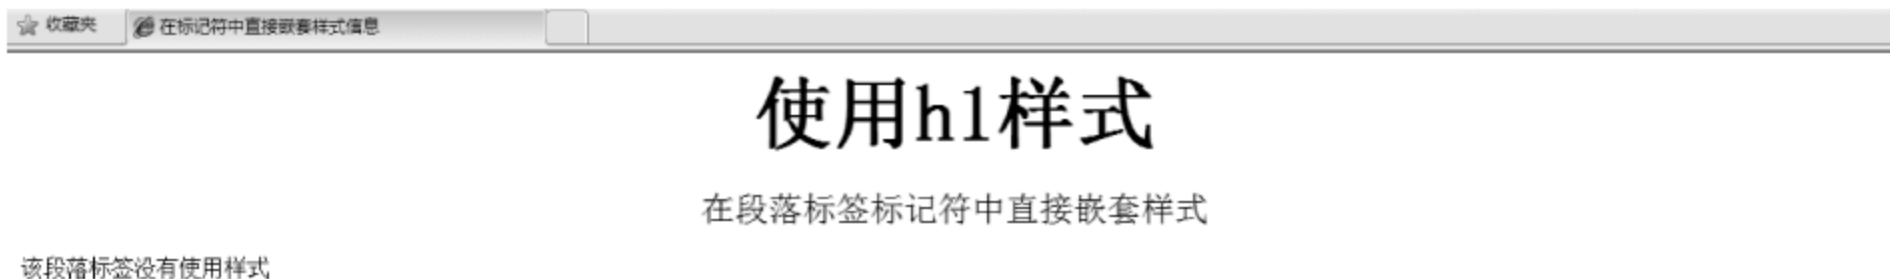 收藏夹 在标记符中直接嵌套样式信息
使用h1样式
在段落标签标记符中直接嵌套样式
该段落标签没有使用样式